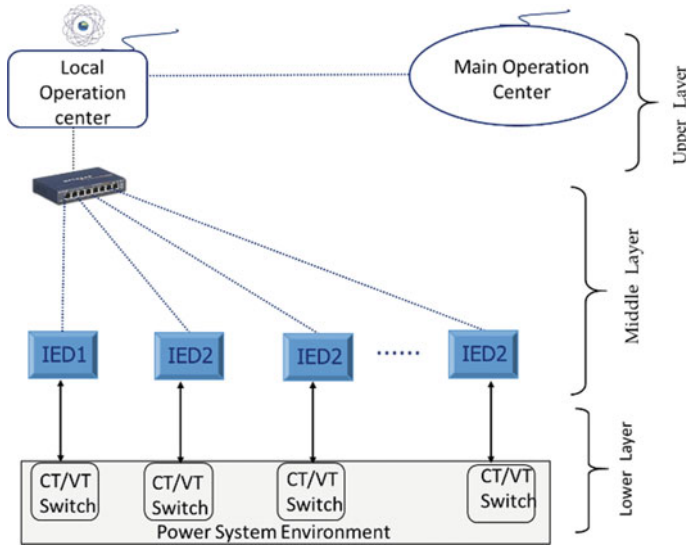 Local
Operation
center
Main Operation
Center
Upper Layer
Middle Layer
IED1
IED2
IED2
......
IED2
Lower Layer
CT/VT
Switch
CT/VT
Switch
CT/VT
Switch
CT/VT
Switch
Power System Environment